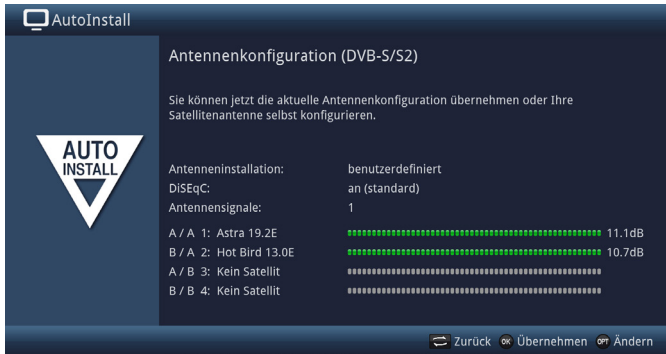 AutoInstall
Antennenkonfiguration (DVB-S/S2)
Sie können jetzt die aktuelle Antennenkonfiguration übernehmen oder Ihre
Satellitenantenne selbst konfigurieren.
AUTO
INSTALL
Antenneninstallation: benutzerdefiniert
DiSEqC: an (standard)
Antennensignale: 1
A / A 1: Astra 19.2E 11.1dB
B / A 2: Hot Bird 13.0E 10.7dB
A / B 3: Kein Satellit
B / B 4: Kein Satellit
Zurück OK Übernehmen OPT Ändern